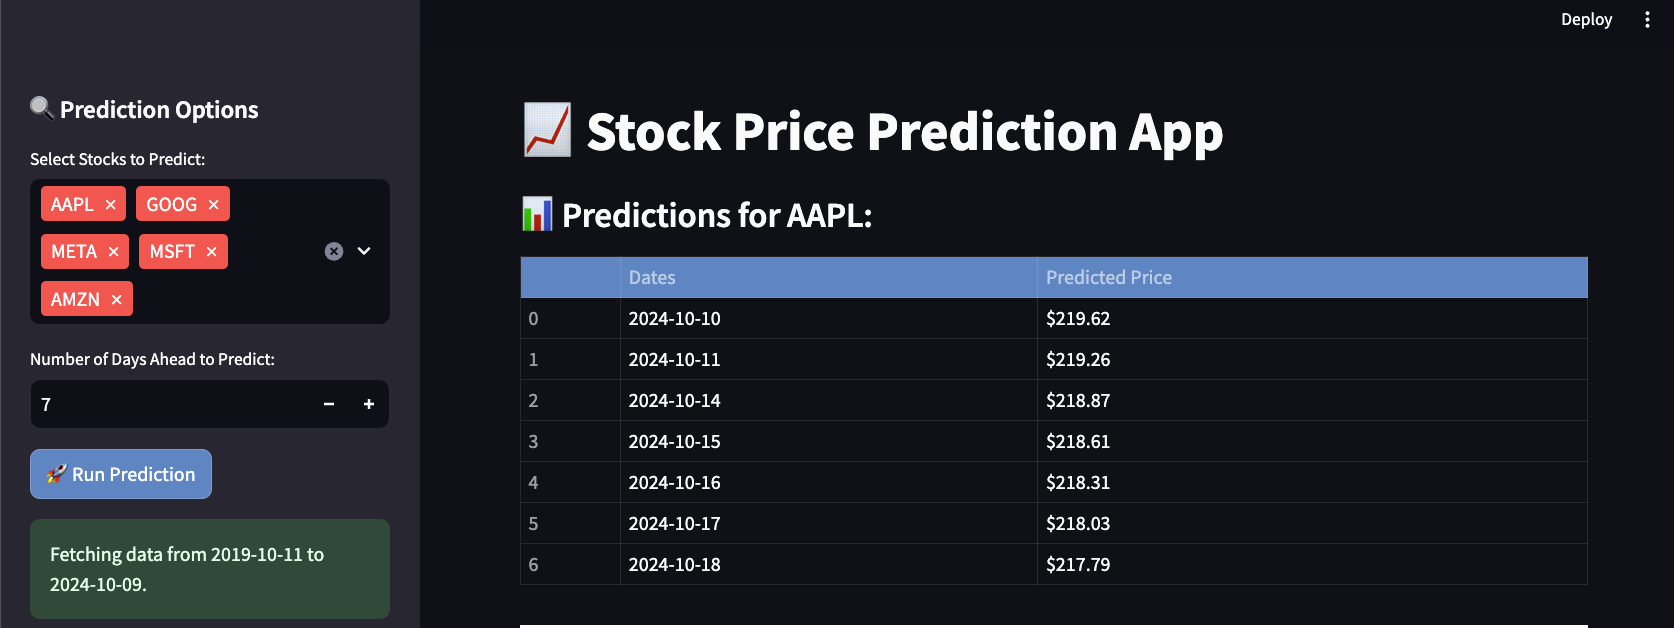 Deploy
Prediction Options
Select Stocks to Predict:
AAPL × GOOG ×
META × MSFT ×
AMZN ×
Number of Days Ahead to Predict:
7 − +
Run Prediction
Fetching data from 2019-10-11 to
2024-10-09.
Stock Price Prediction App
Predictions for AAPL:
Dates Predicted Price
0 2024-10-10 $219.62
1 2024-10-11 $219.26
2 2024-10-14 $218.87
3 2024-10-15 $218.61
4 2024-10-16 $218.31
5 2024-10-17 $218.03
6 2024-10-18 $217.79